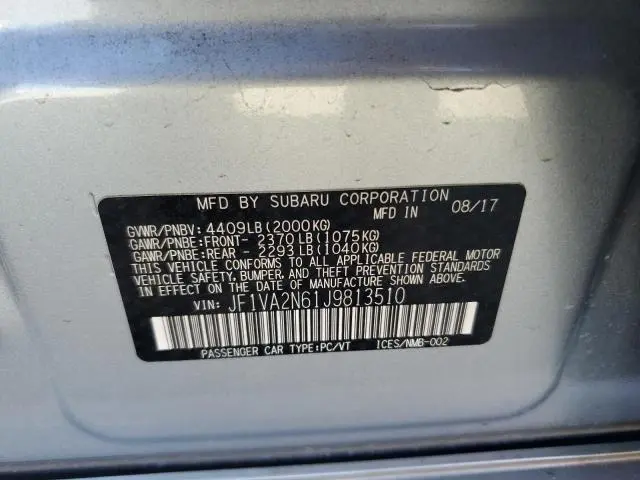 MFD BY SUBARU CORPORATION
MFD IN 08/17
GVWR/PNBV: 4409LB(2000KG)
GAWR/PNBE:FRONT- 2370LB(1075KG)
GAWR/PNBE:REAR - 2293LB(1040KG)
THIS VEHICLE CONFORMS TO ALL APPLICABLE FEDERAL MOTOR
VEHICLE SAFETY, BUMPER, AND THEFT PREVENTION STANDARDS
IN EFFECT ON THE DATE OF MANUFACTURE SHOWN ABOVE.
VIN: JF1VA2N61J9813510
PASSENGER CAR TYPE:PC/VT ICES/NMB-002